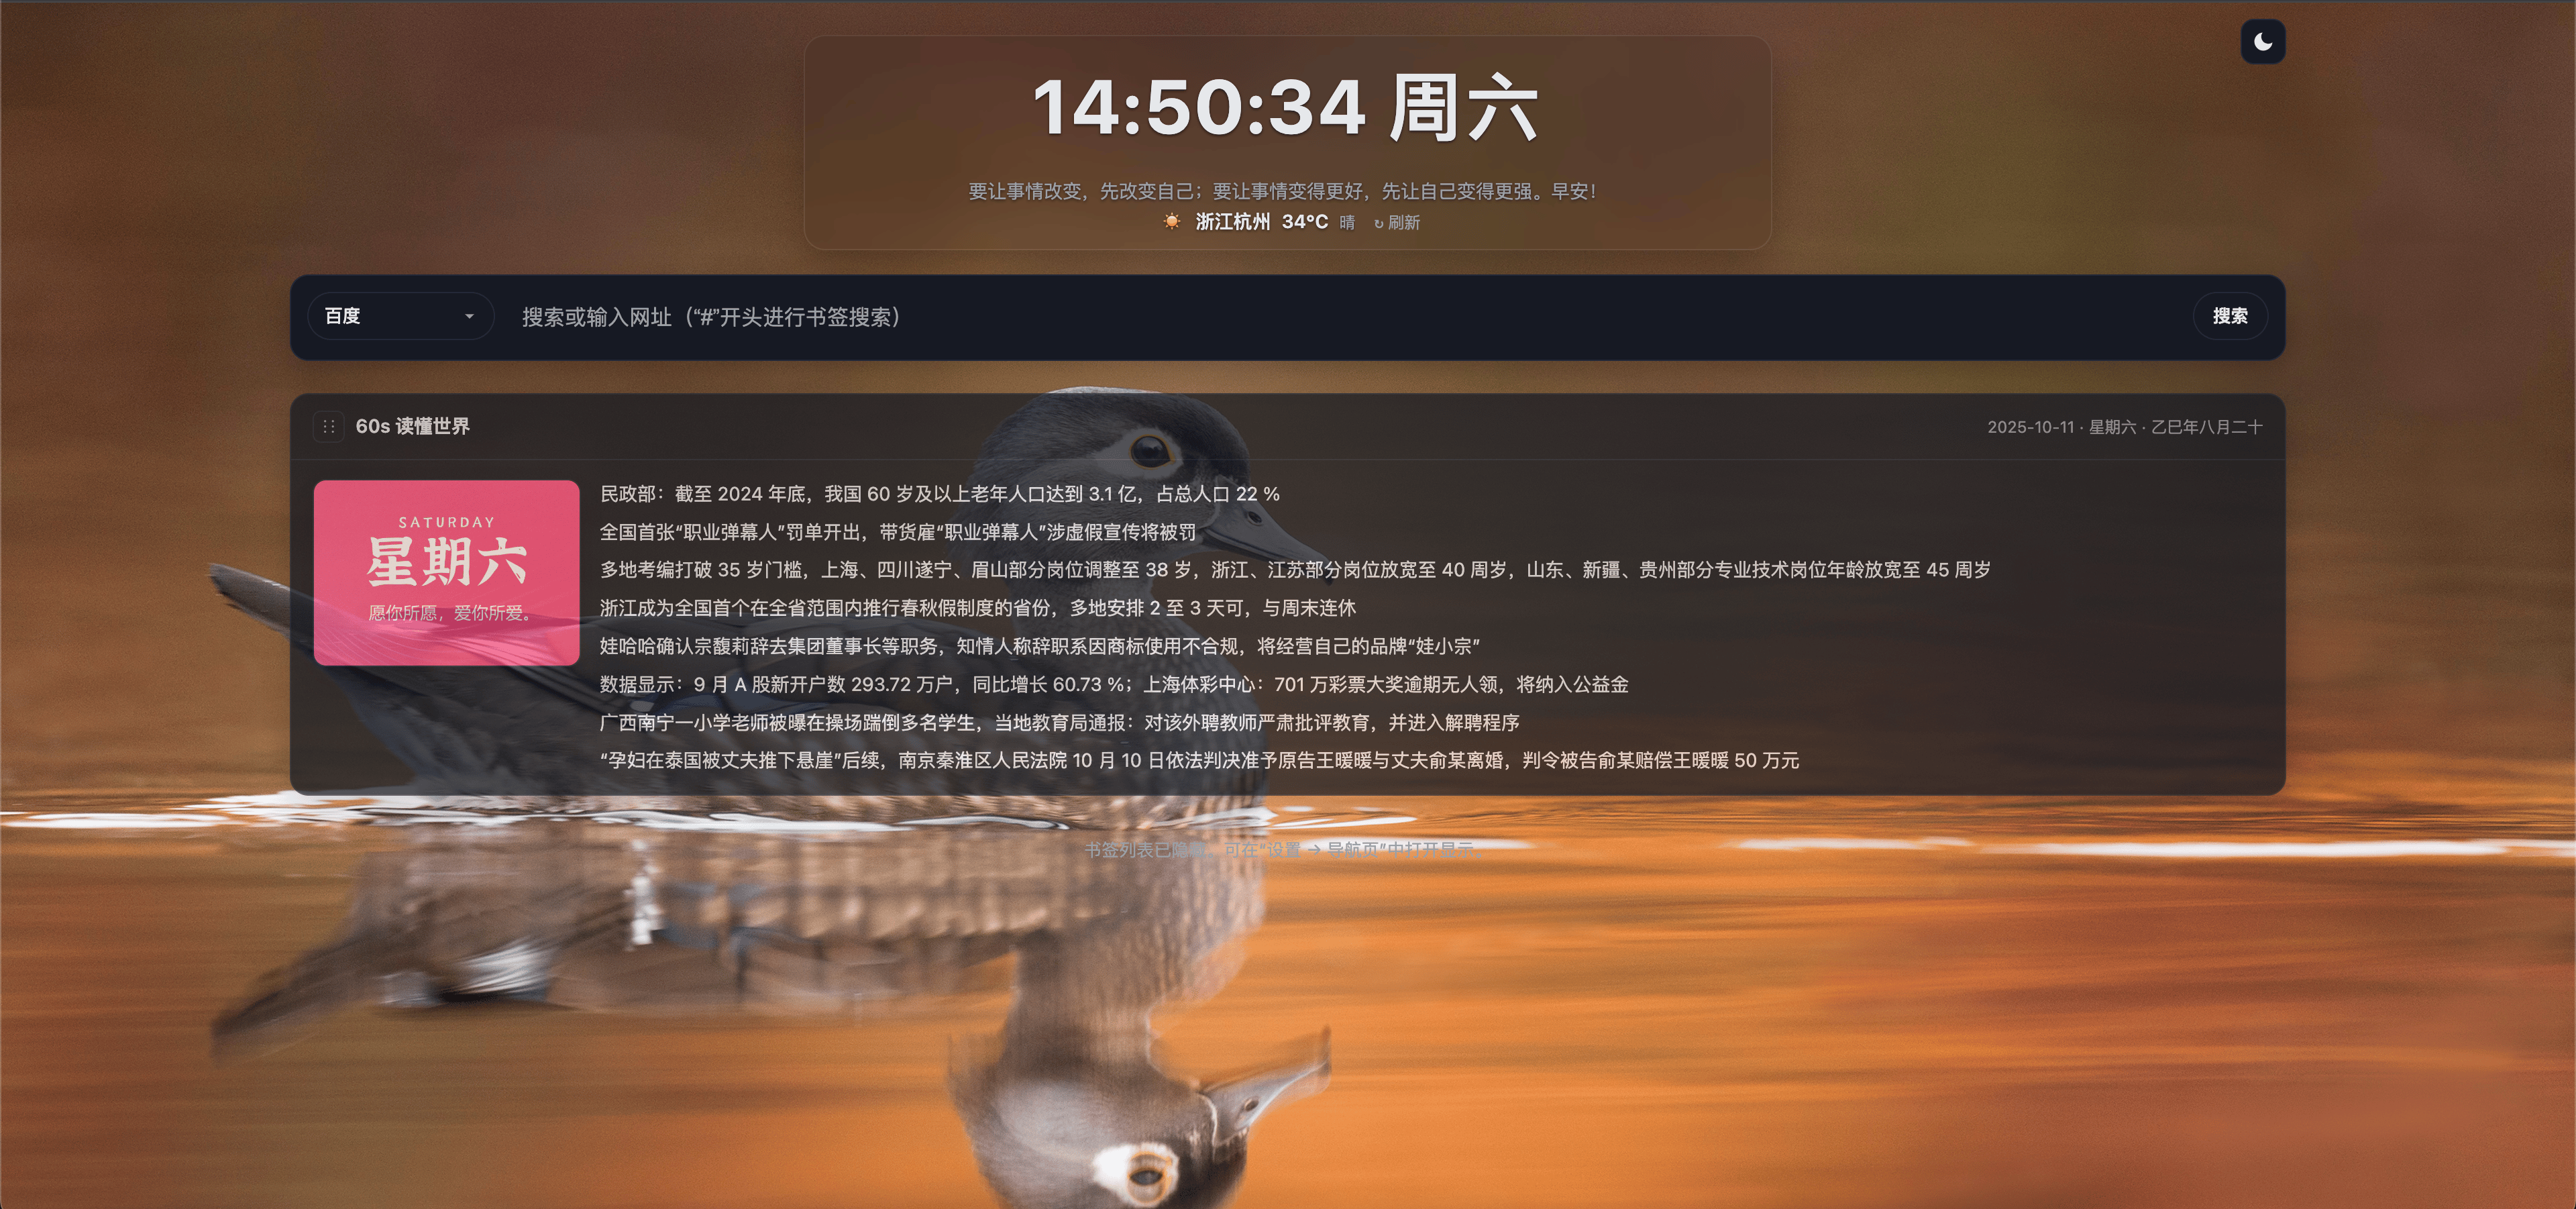 14:50:34 周六
要让事情改变，先改变自己；要让事情变得更好，先让自己变得更强。早安！
浙江杭州 34°C 晴 ↻ 刷新
百度 搜索或输入网址（“#”开头进行书签搜索） 搜索
60s 读懂世界 2025-10-11 · 星期六 · 乙巳年八月二十
SATURDAY
星期六
愿你所愿，爱你所爱。
民政部：截至 2024 年底，我国 60 岁及以上老年人口达到 3.1 亿，占总人口 22 %
全国首张“职业弹幕人”罚单开出，带货雇“职业弹幕人”涉虚假宣传将被罚
多地考编打破 35 岁门槛，上海、四川遂宁、眉山部分岗位调整至 38 岁，浙江、江苏部分岗位放宽至 40 周岁，山东、新疆、贵州部分专业技术岗位年龄放宽至 45 周岁
浙江成为全国首个在全省范围内推行春秋假制度的省份，多地安排 2 至 3 天可，与周末连休
娃哈哈确认宗馥莉辞去集团董事长等职务，知情人称辞职系因商标使用不合规，将经营自己的品牌“娃小宗”
数据显示：9 月 A 股新开户数 293.72 万户，同比增长 60.73 %；上海体彩中心：701 万彩票大奖逾期无人领，将纳入公益金
广西南宁一小学老师被曝在操场踹倒多名学生，当地教育局通报：对该外聘教师严肃批评教育，并进入解聘程序
“孕妇在泰国被丈夫推下悬崖”后续，南京秦淮区人民法院 10 月 10 日依法判决准予原告王暖暖与丈夫俞某离婚，判令被告俞某赔偿王暖暖 50 万元
书签列表已隐藏，可在“设置 → 导航页”中打开显示。